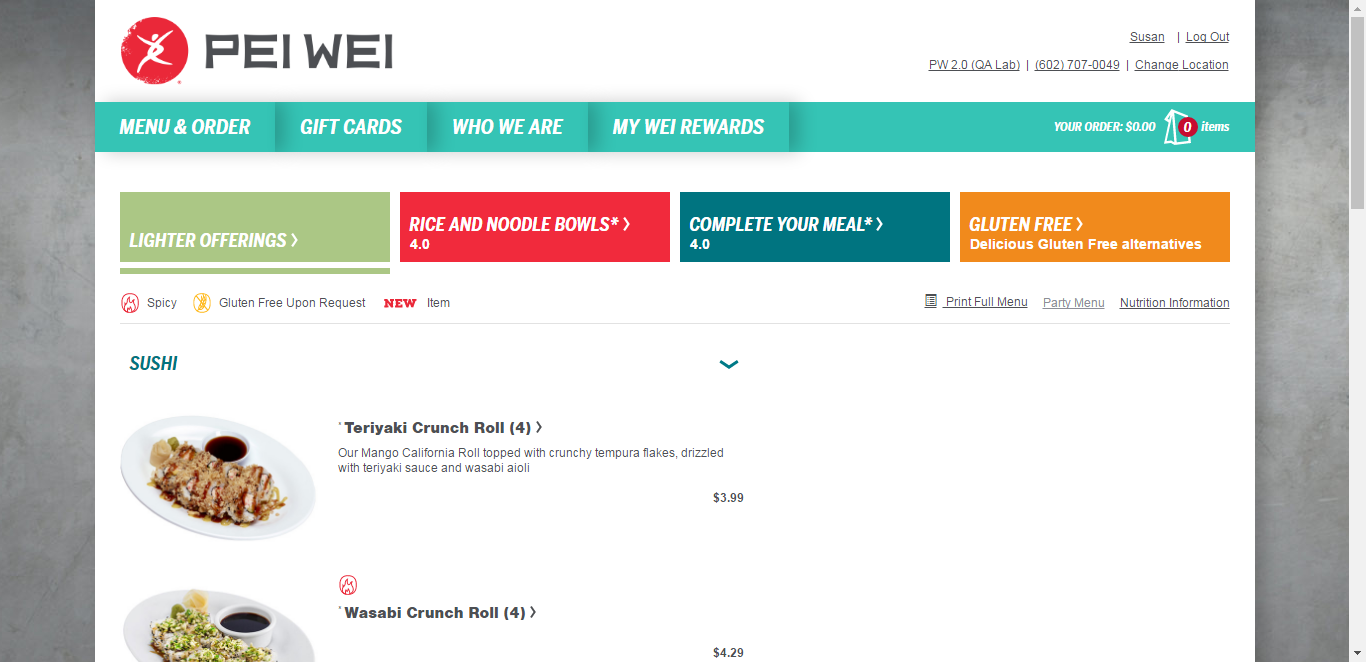 PEI WEI
Susan | Log Out
PW 2.0 (QA Lab) | (602) 707-0049 | Change Location
MENU & ORDER GIFT CARDS WHO WE ARE MY WEI REWARDS YOUR ORDER: $0.00 0 items
LIGHTER OFFERINGS >
RICE AND NOODLE BOWLS* >
4.0
COMPLETE YOUR MEAL* >
4.0
GLUTEN FREE >
Delicious Gluten Free alternatives
Spicy Gluten Free Upon Request NEW Item Print Full Menu Party Menu Nutrition Information
SUSHI
*Teriyaki Crunch Roll (4) >
Our Mango California Roll topped with crunchy tempura flakes, drizzled
with teriyaki sauce and wasabi aioli
$3.99
*Wasabi Crunch Roll (4) >
$4.29